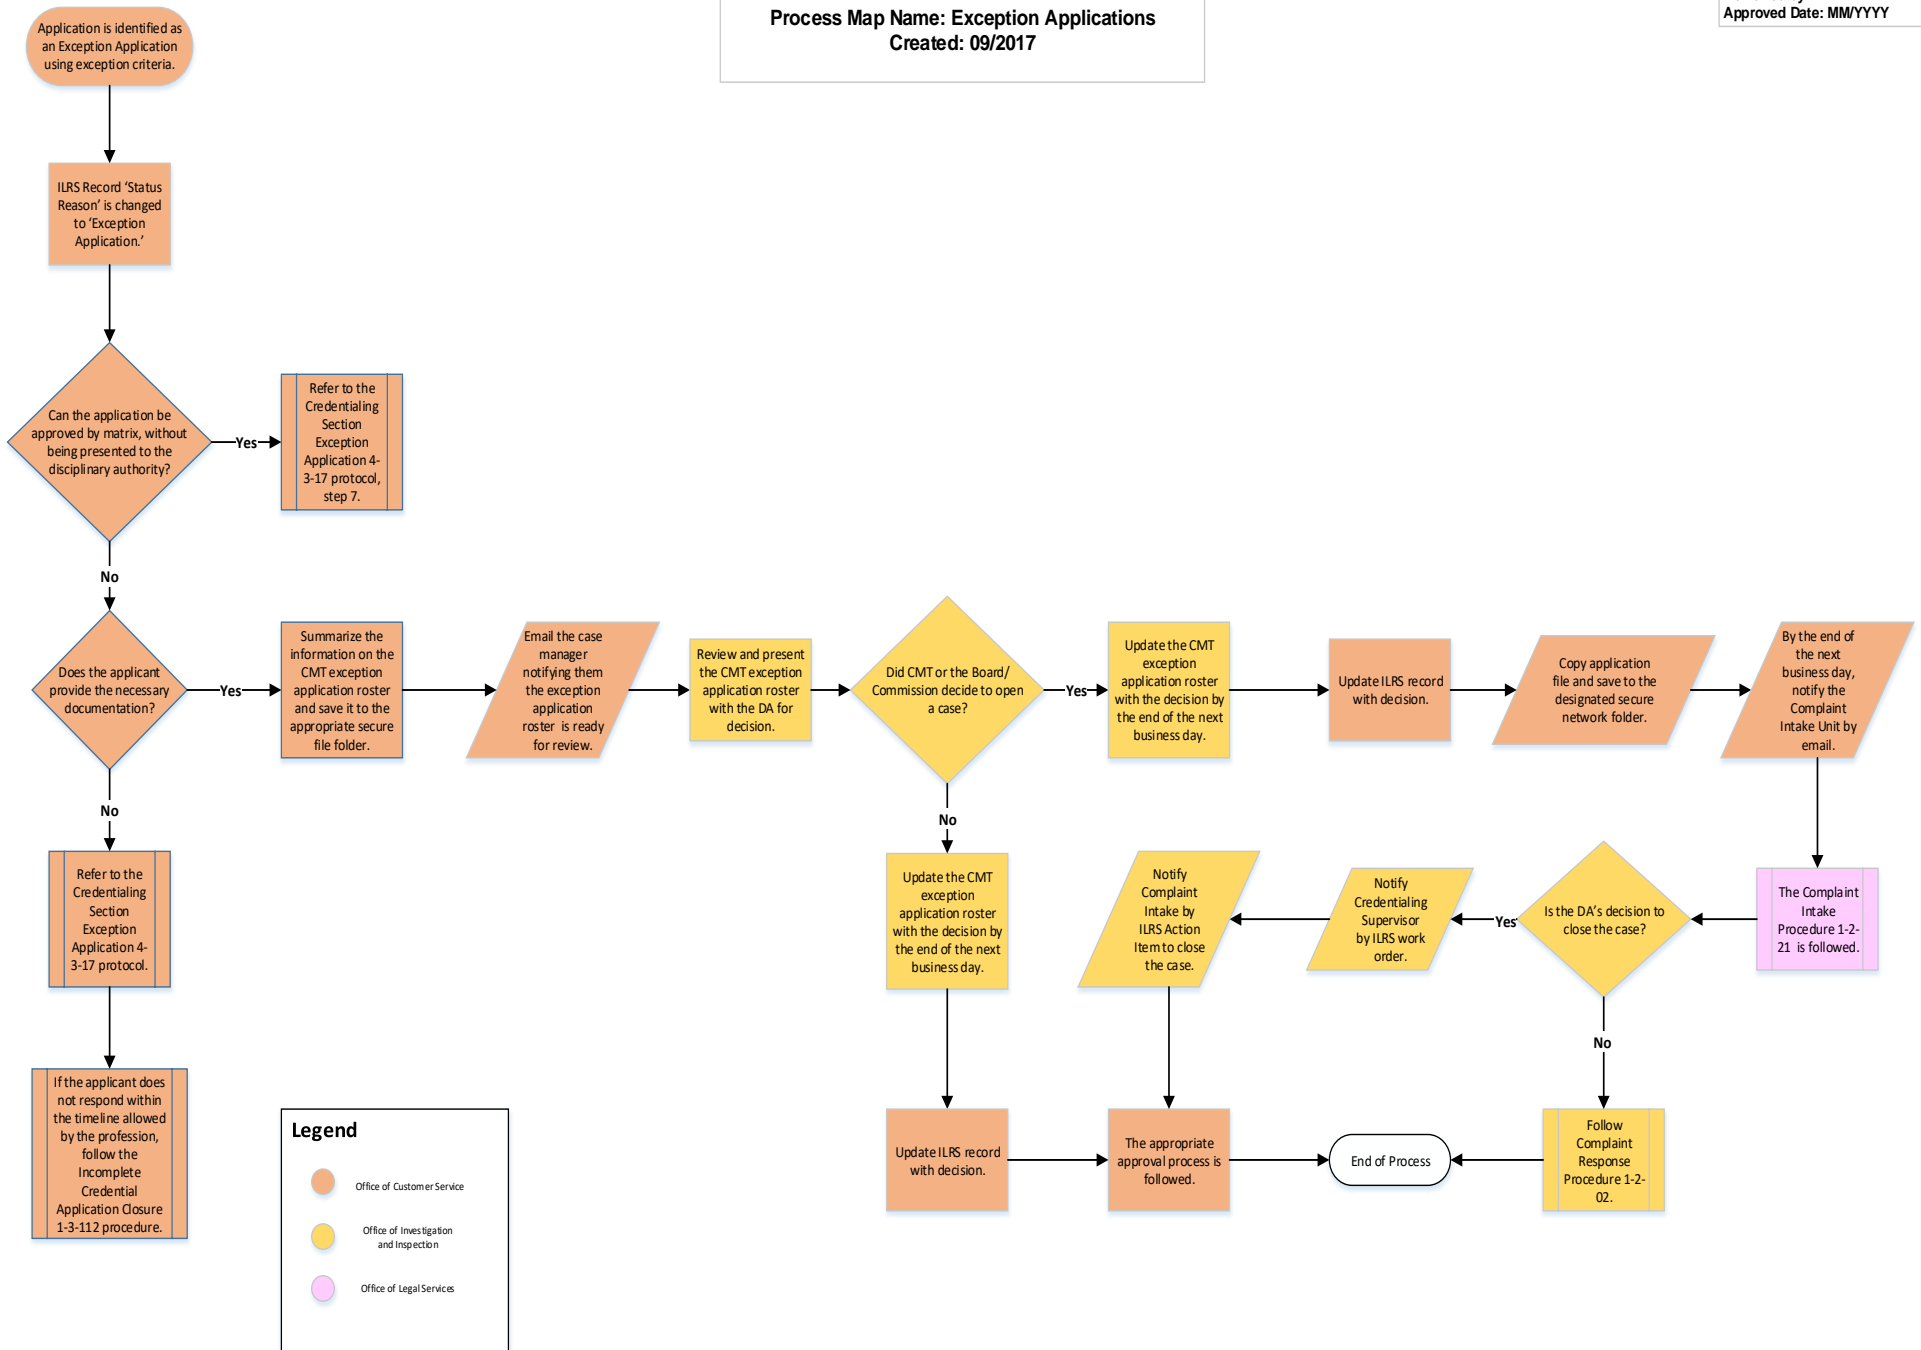 Process Map Name: Exception Applications
Created: 09/2017
Approved Date: MM/YYYY
Application is identified as
an Exception Application
using exception criteria.
ILRS Record ‘Status
Reason’ is changed
to ‘Exception
Application.’
Can the application be
approved by matrix, without
being presented to the
disciplinary authority?
Yes
Refer to the
Credentialing
Section
Exception
Application 4-
3-17 protocol,
step 7.
No
Does the applicant
provide the necessary
documentation?
Yes
Summarize the
information on the
CMT exception
application roster
and save it to the
appropriate secure
file folder.
Email the case
manager
notifying them
the exception
application
roster is ready
for review.
Review and present
the CMT exception
application roster
with the DA for
decision.
Did CMT or the Board/
Commission decide to open
a case?
Yes
Update the CMT
exception
application roster
with the decision by
the end of the next
business day.
Update ILRS record
with decision.
Copy application
file and save to the
designated secure
network folder.
By the end of
the next
business day,
notify the
Complaint
Intake Unit by
email.
No
No
Refer to the
Credentialing
Section
Exception
Application 4-
3-17 protocol.
Update the CMT
exception
application roster
with the decision by
the end of the next
business day.
Notify
Complaint
Intake by
ILRS Action
Item to close
the case.
Notify
Credentialing
Supervisor
by ILRS work
order.
Yes
Is the DA’s decision to
close the case?
The Complaint
Intake
Procedure 1-2-
21 is followed.
No
If the applicant does
not respond within
the timeline allowed
by the profession,
follow the
Incomplete
Credential
Application Closure
1-3-112 procedure.
Update ILRS record
with decision.
The appropriate
approval process is
followed.
End of Process
Follow
Complaint
Response
Procedure 1-2-
02.
Legend
Office of Customer Service
Office of Investigation
and Inspection
Office of Legal Services